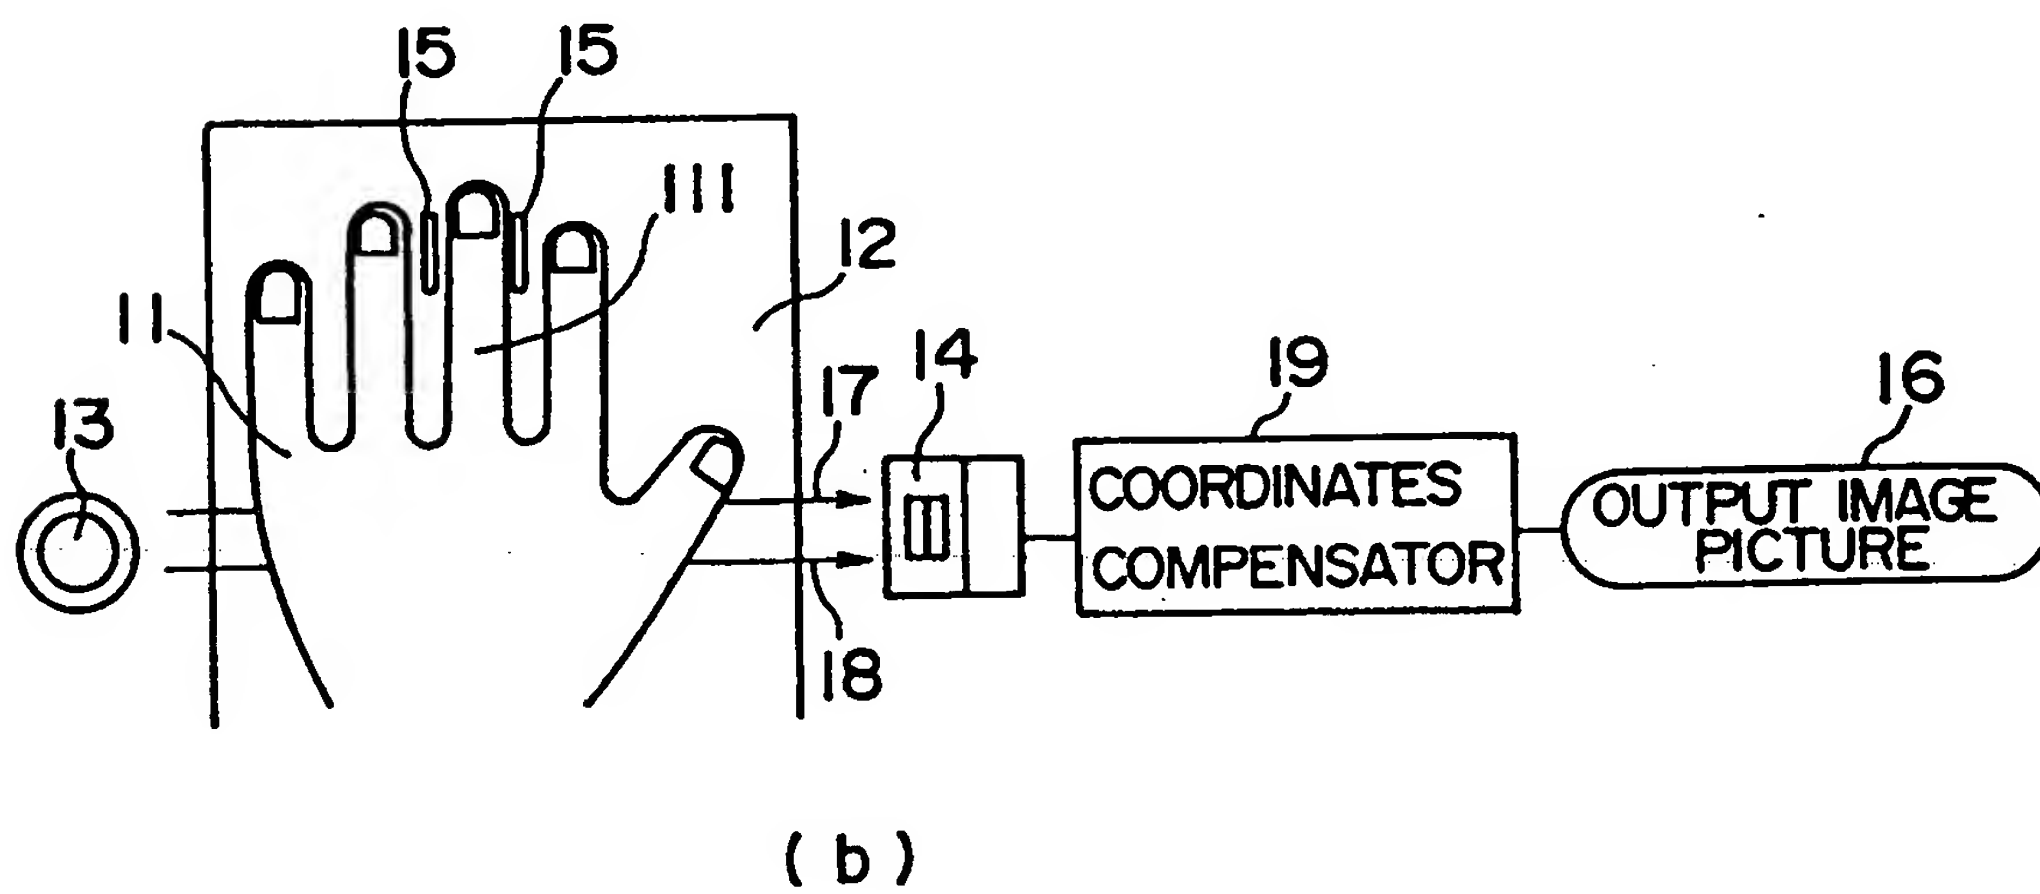 15
15
111
12
11
13
17
14
19
16
COORDINATES
COMPENSATOR
OUTPUT IMAGE
PICTURE
18
(b)